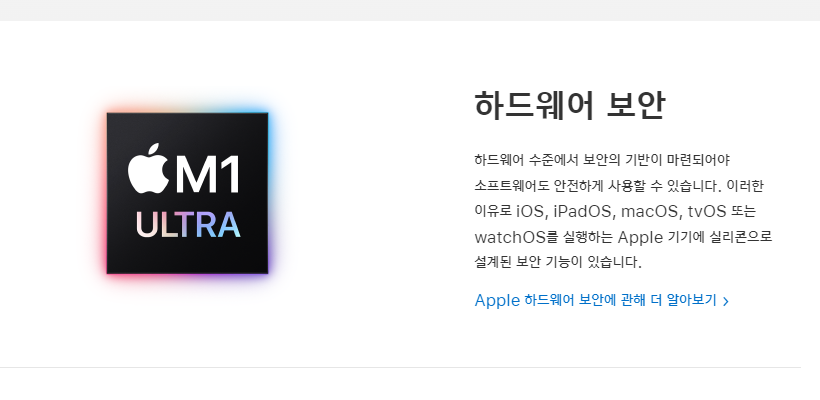 M1
ULTRA
하드웨어 보안
하드웨어 수준에서 보안의 기반이 마련되어야
소프트웨어도 안전하게 사용할 수 있습니다. 이러한
이유로 iOS, iPadOS, macOS, tvOS 또는
watchOS를 실행하는 Apple 기기에 실리콘으로
설계된 보안 기능이 있습니다.
Apple 하드웨어 보안에 관해 더 알아보기 >